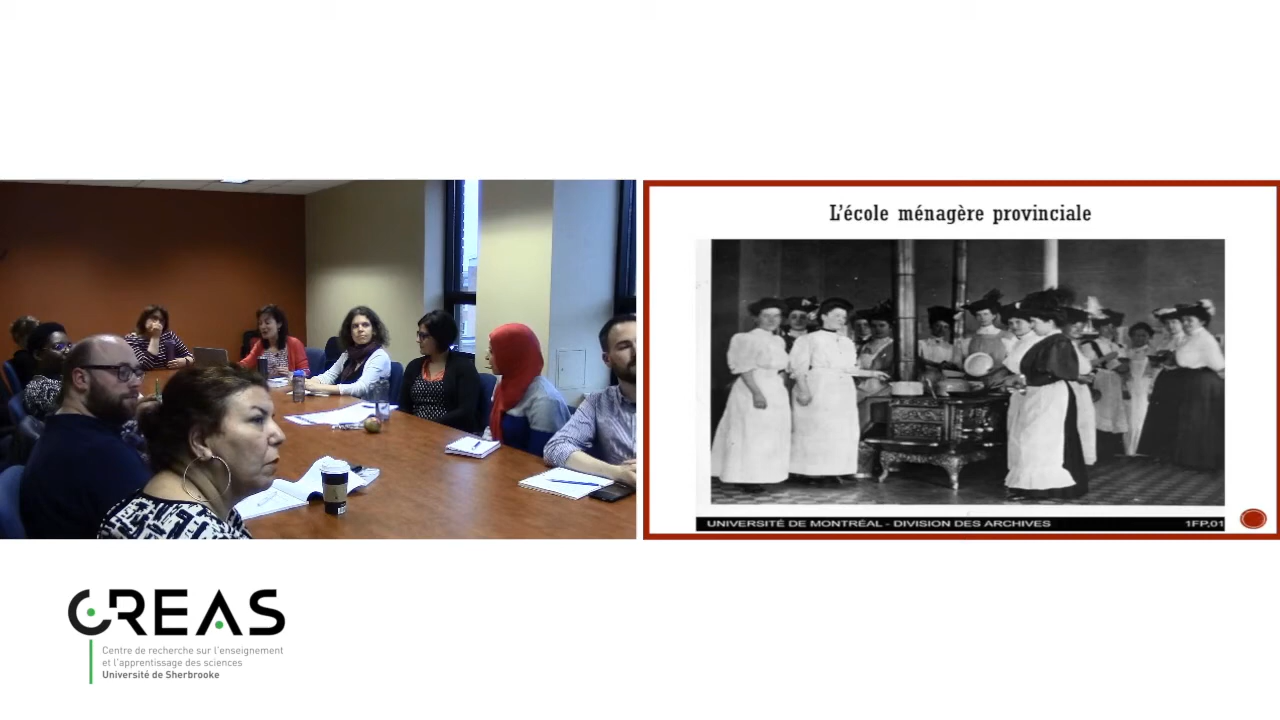 L'école ménagère provinciale
UNIVERSITÉ DE MONTRÉAL - DIVISION DES ARCHIVES 1FP,01
CREAS
Centre de recherche sur l'enseignement
et l'apprentissage des sciences
Université de Sherbrooke